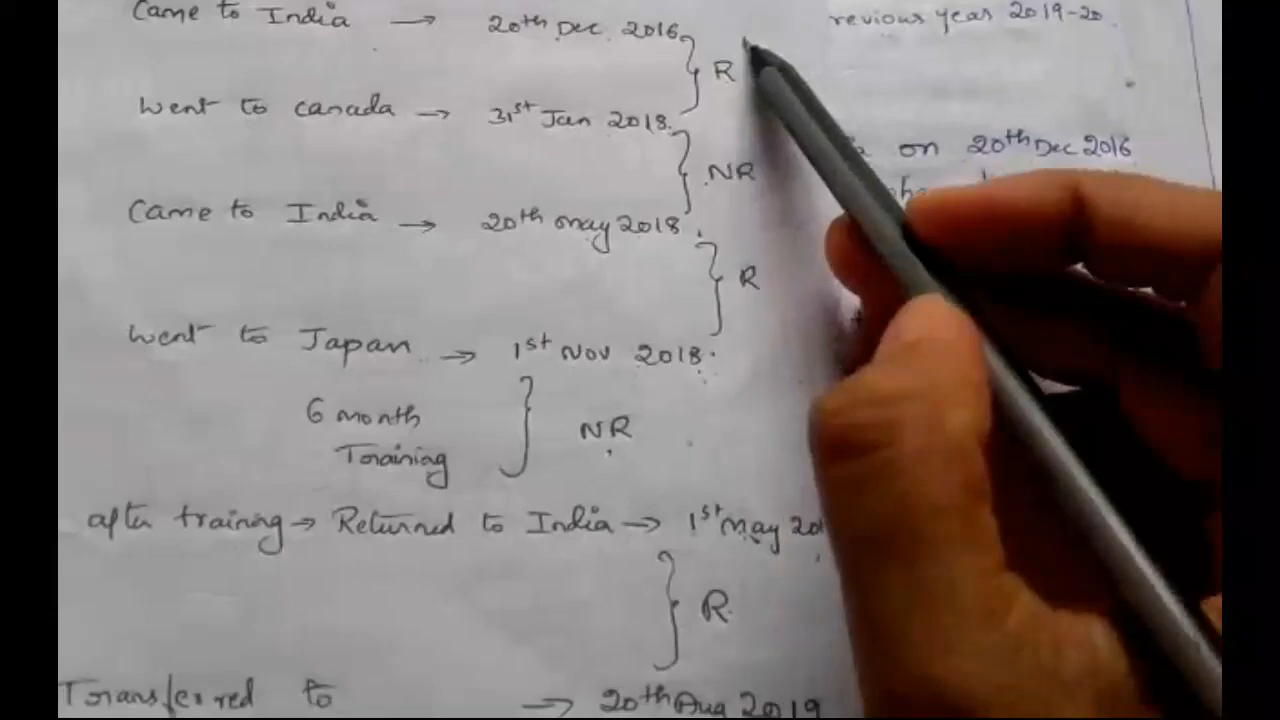 Came to India → 20th Dec 2016
R
Went to canada → 31st Jan 2018.
NR
Came to India → 20th may 2018.
R
Went to Japan → 1st Nov 2018.
6 month
Training
NR
after training → Returned to India → 1st may
R.
Transferred to → 20th Aug 2019
revious year 2019-20
on 20th Dec 2016